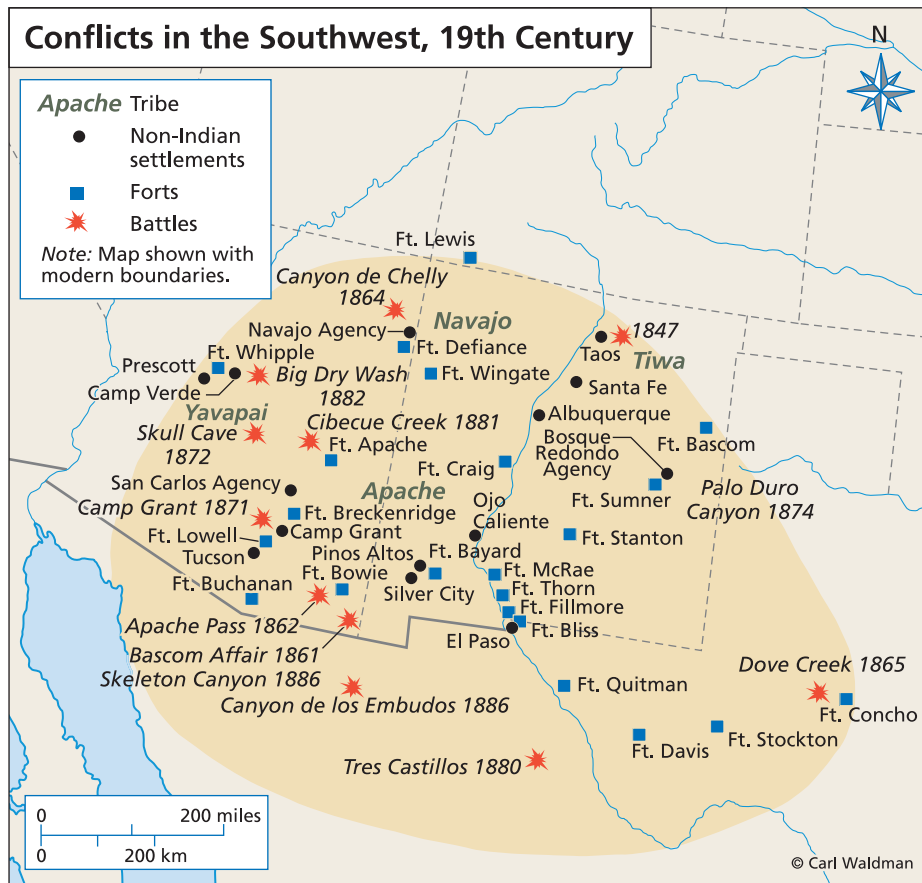 Conflicts in the Southwest, 19th Century
N
Apache Tribe
Non-Indian
settlements
Forts
Battles
Note: Map shown with
modern boundaries.
Ft. Lewis
Canyon de Chelly
1864
Navajo Agency
Navajo
Ft. Defiance
1847
Taos
Tiwa
Prescott
Ft. Whipple
Camp Verde
Big Dry Wash
1882
Ft. Wingate
Santa Fe
Yavapai
Skull Cave
1872
Cibecue Creek 1881
Ft. Apache
Albuquerque
Bosque
Redondo
Agency
Ft. Bascom
Ft. Craig
San Carlos Agency
Apache
Ojo
Caliente
Ft. Sumner
Palo Duro
Canyon 1874
Camp Grant 1871
Ft. Breckenridge
Camp Grant
Ft. Lowell
Tucson
Ft. Stanton
Pinos Altos
Ft. Bayard
Ft. Buchanan
Ft. Bowie
Silver City
Ft. McRae
Ft. Thorn
Ft. Fillmore
Apache Pass 1862
El Paso
Ft. Bliss
Bascom Affair 1861
Skeleton Canyon 1886
Canyon de los Embudos 1886
Ft. Quitman
Dove Creek 1865
Ft. Concho
Ft. Davis
Ft. Stockton
Tres Castillos 1880
0 200 miles
0 200 km
© Carl Waldman